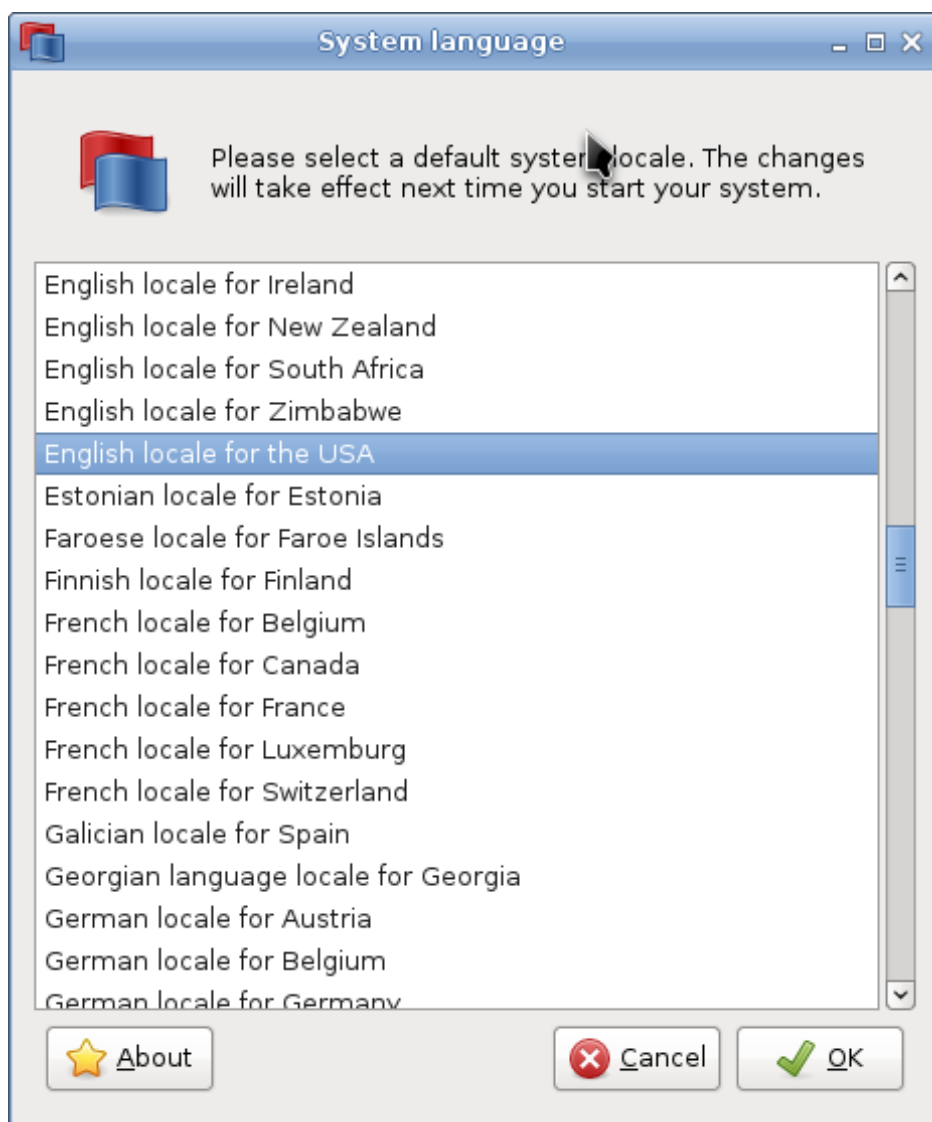 System language
Please select a default system locale. The changes
will take effect next time you start your system.
English locale for Ireland
English locale for New Zealand
English locale for South Africa
English locale for Zimbabwe
English locale for the USA
Estonian locale for Estonia
Faroese locale for Faroe Islands
Finnish locale for Finland
French locale for Belgium
French locale for Canada
French locale for France
French locale for Luxemburg
French locale for Switzerland
Galician locale for Spain
Georgian language locale for Georgia
German locale for Austria
German locale for Belgium
German locale for Germany
About
Cancel
OK